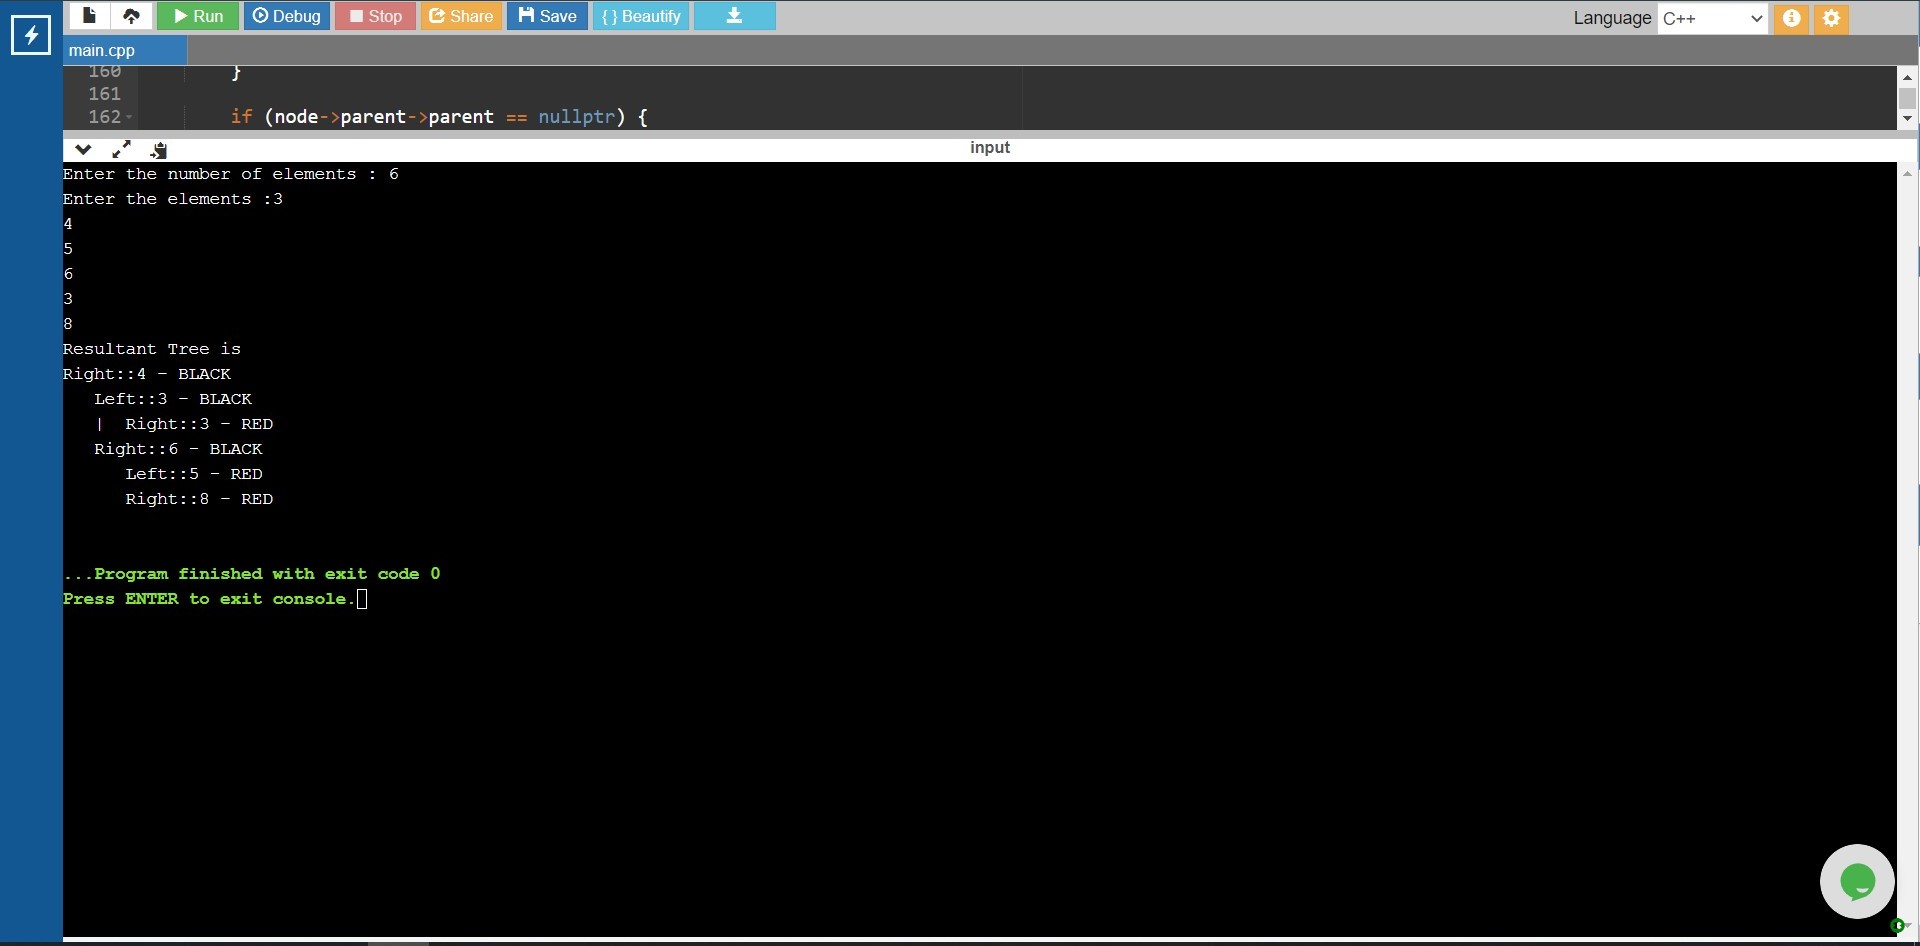 Run Debug Stop Share Save { } Beautify Language C++
main.cpp
160 }
161
162 if (node->parent->parent == nullptr) {
input
Enter the number of elements : 6
Enter the elements :3
4
5
6
3
8
Resultant Tree is
Right::4 - BLACK
Left::3 - BLACK
| Right::3 - RED
Right::6 - BLACK
Left::5 - RED
Right::8 - RED
...Program finished with exit code 0
Press ENTER to exit console.